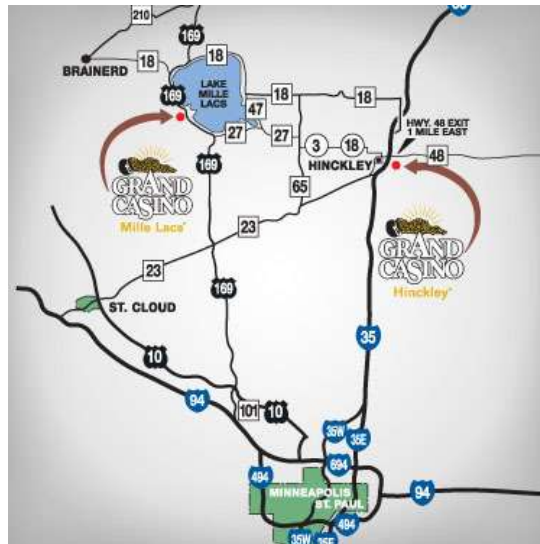 35
210
169
18
BRAINERD
18
LAKE
MILLE
LACS
169
47
18
18
27
27
HWY. 48 EXIT
1 MILE EAST
3
18
HINCKLEY
48
169
65
GRAND
CASINO
Mille Lacs
GRAND
CASINO
Hinckley
23
23
169
ST. CLOUD
35
10
94
101
10
35W
35E
694
494
MINNEAPOLIS
ST. PAUL
94
494
35W
35E